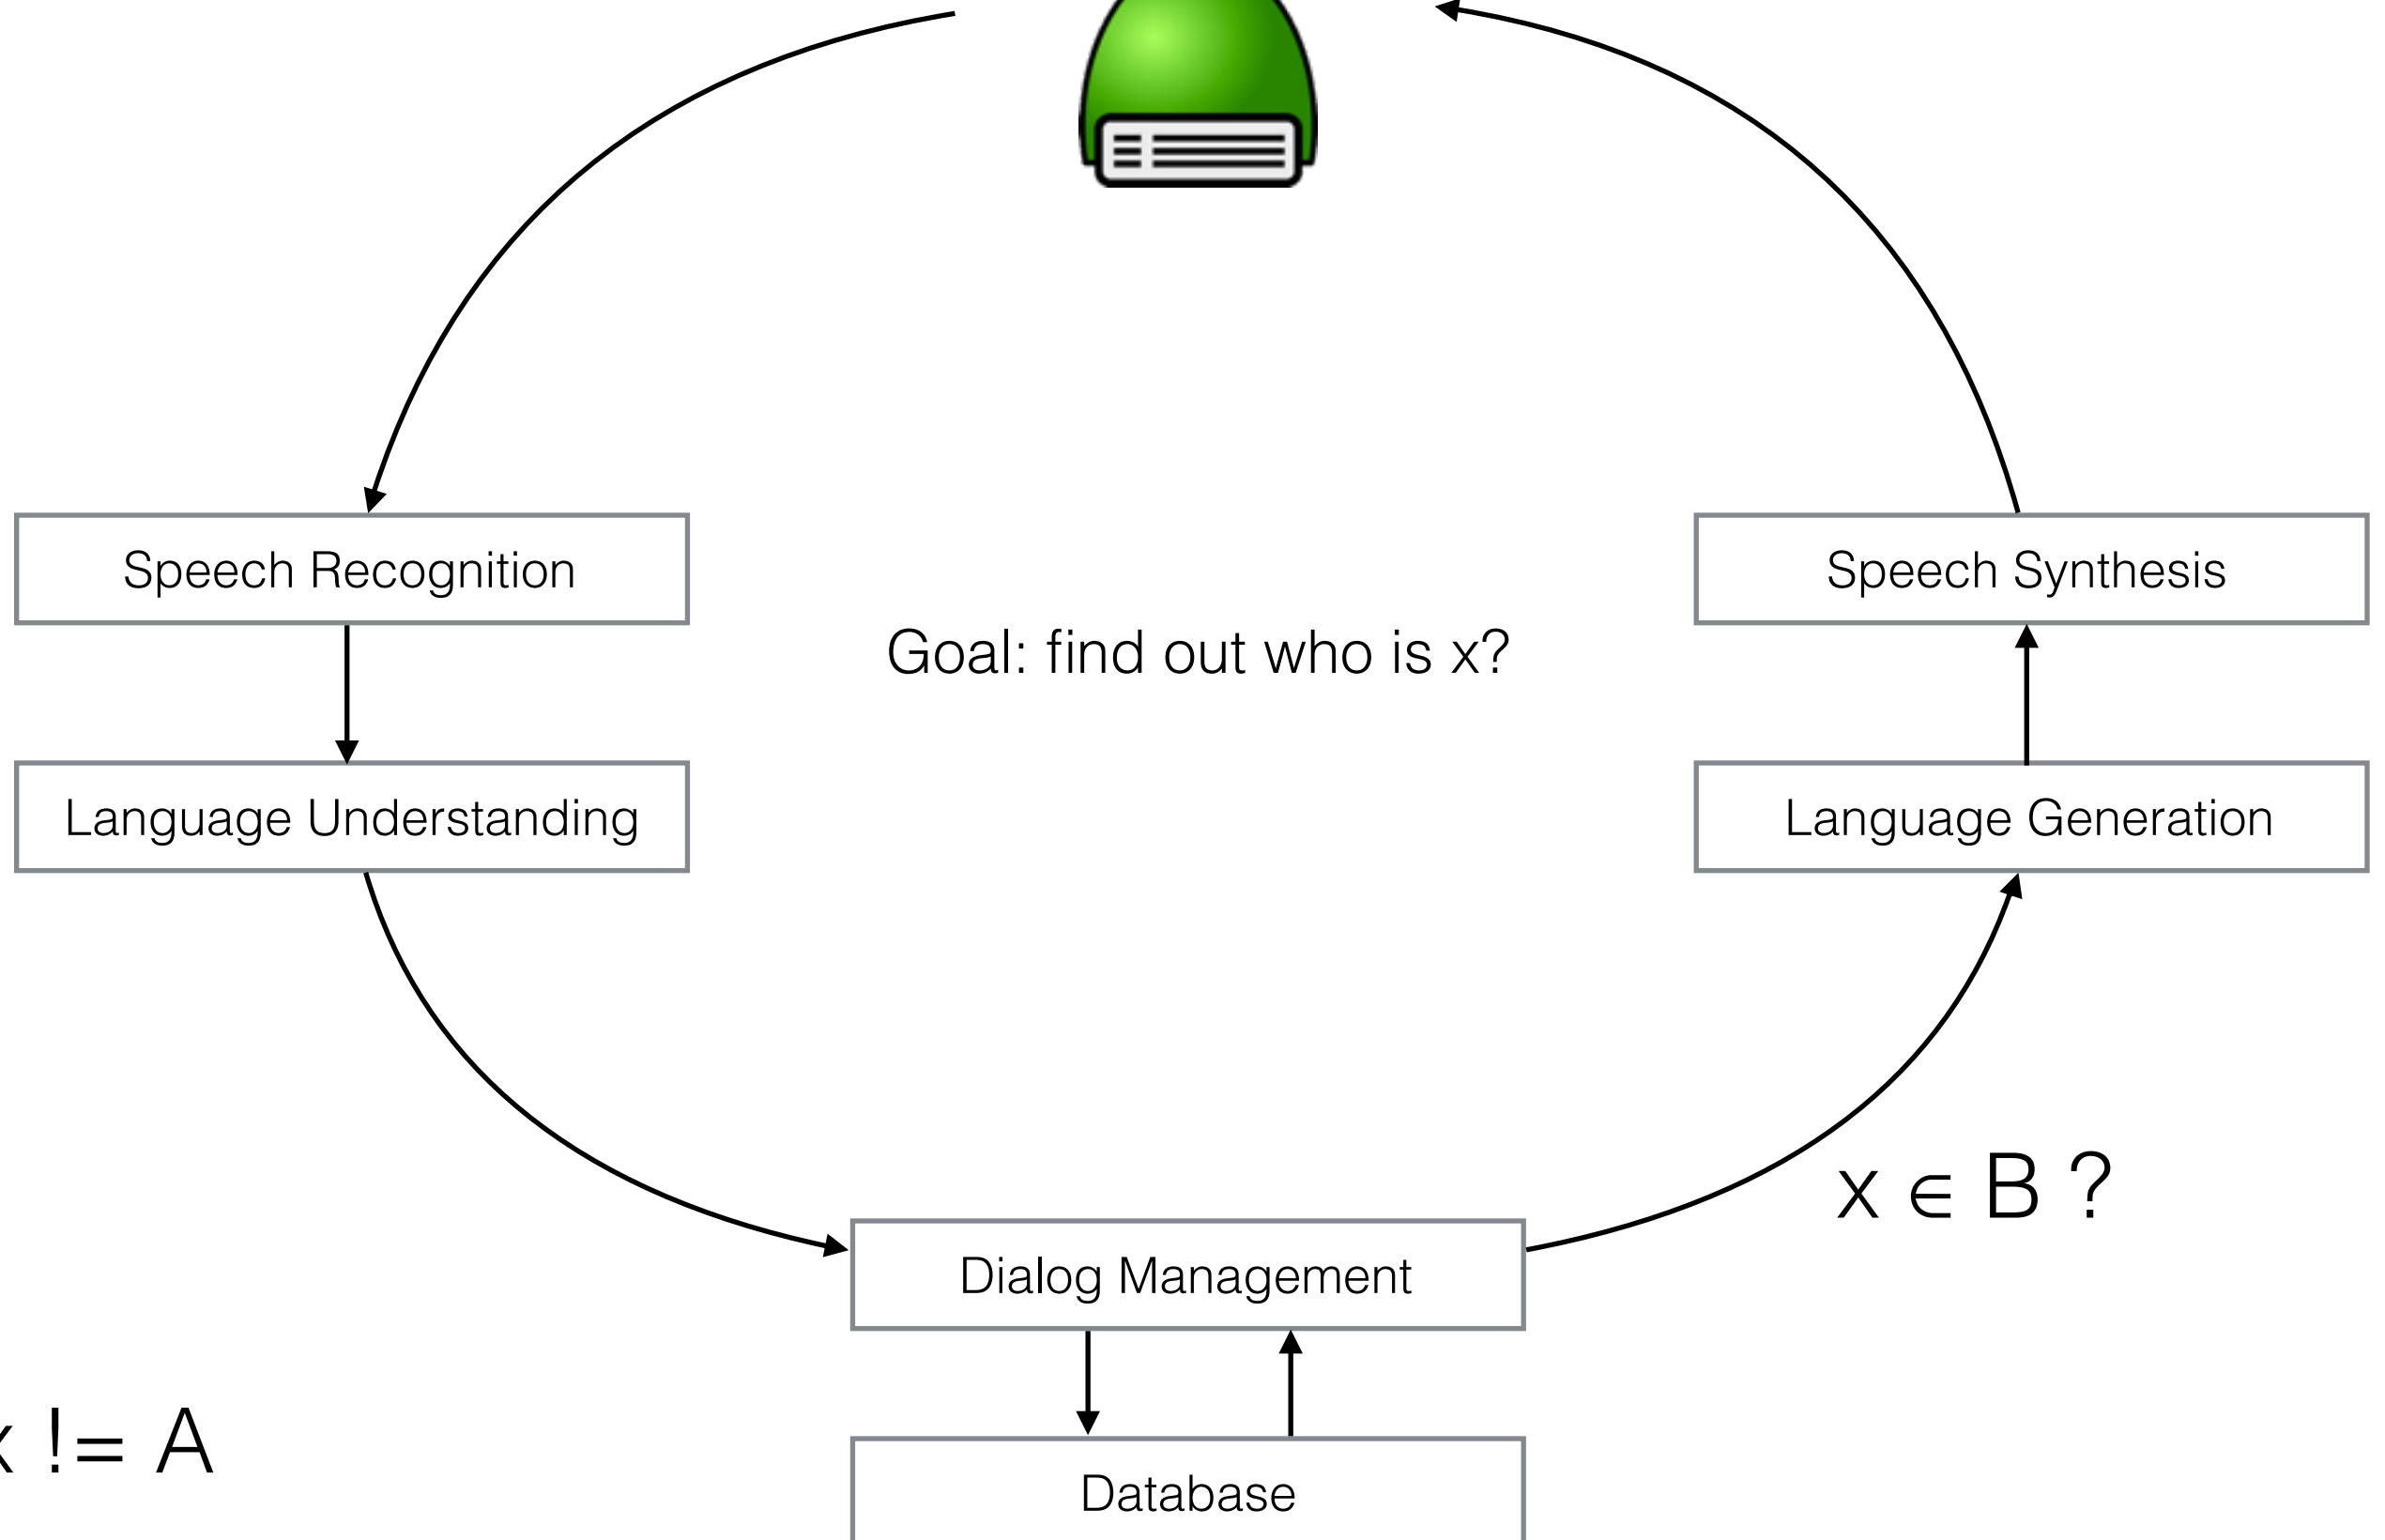 Speech Recognition
Speech Synthesis
Goal: find out who is x?
Language Understanding
Language Generation
x ∈ B ?
Dialog Management
x != A
Database